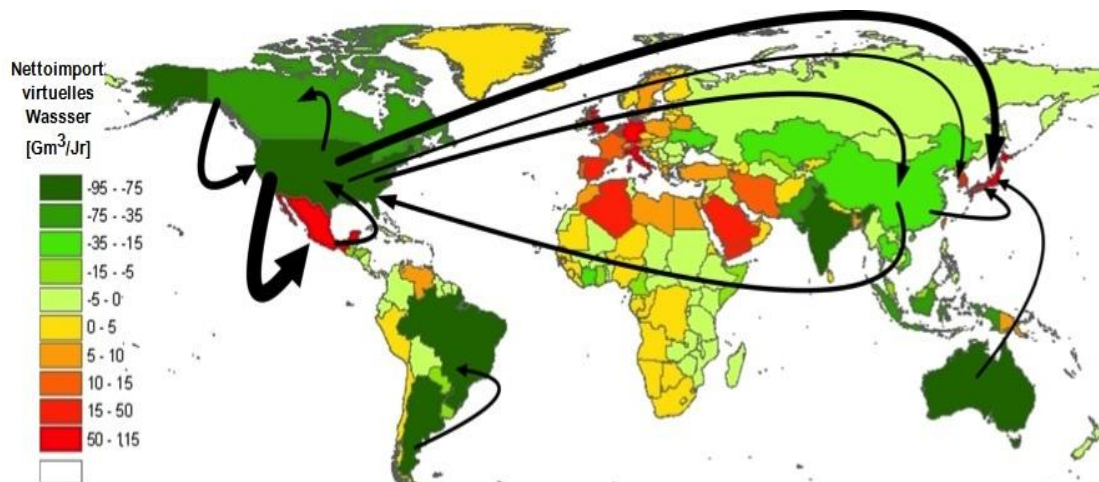 Nettoimport
virtuelles
Wassser
[Gm³/Jr]
-95 - -75
-75 - -35
-35 - -15
-15 - -5
-5 - 0
0 - 5
5 - 10
10 - 15
15 - 50
50 - 115